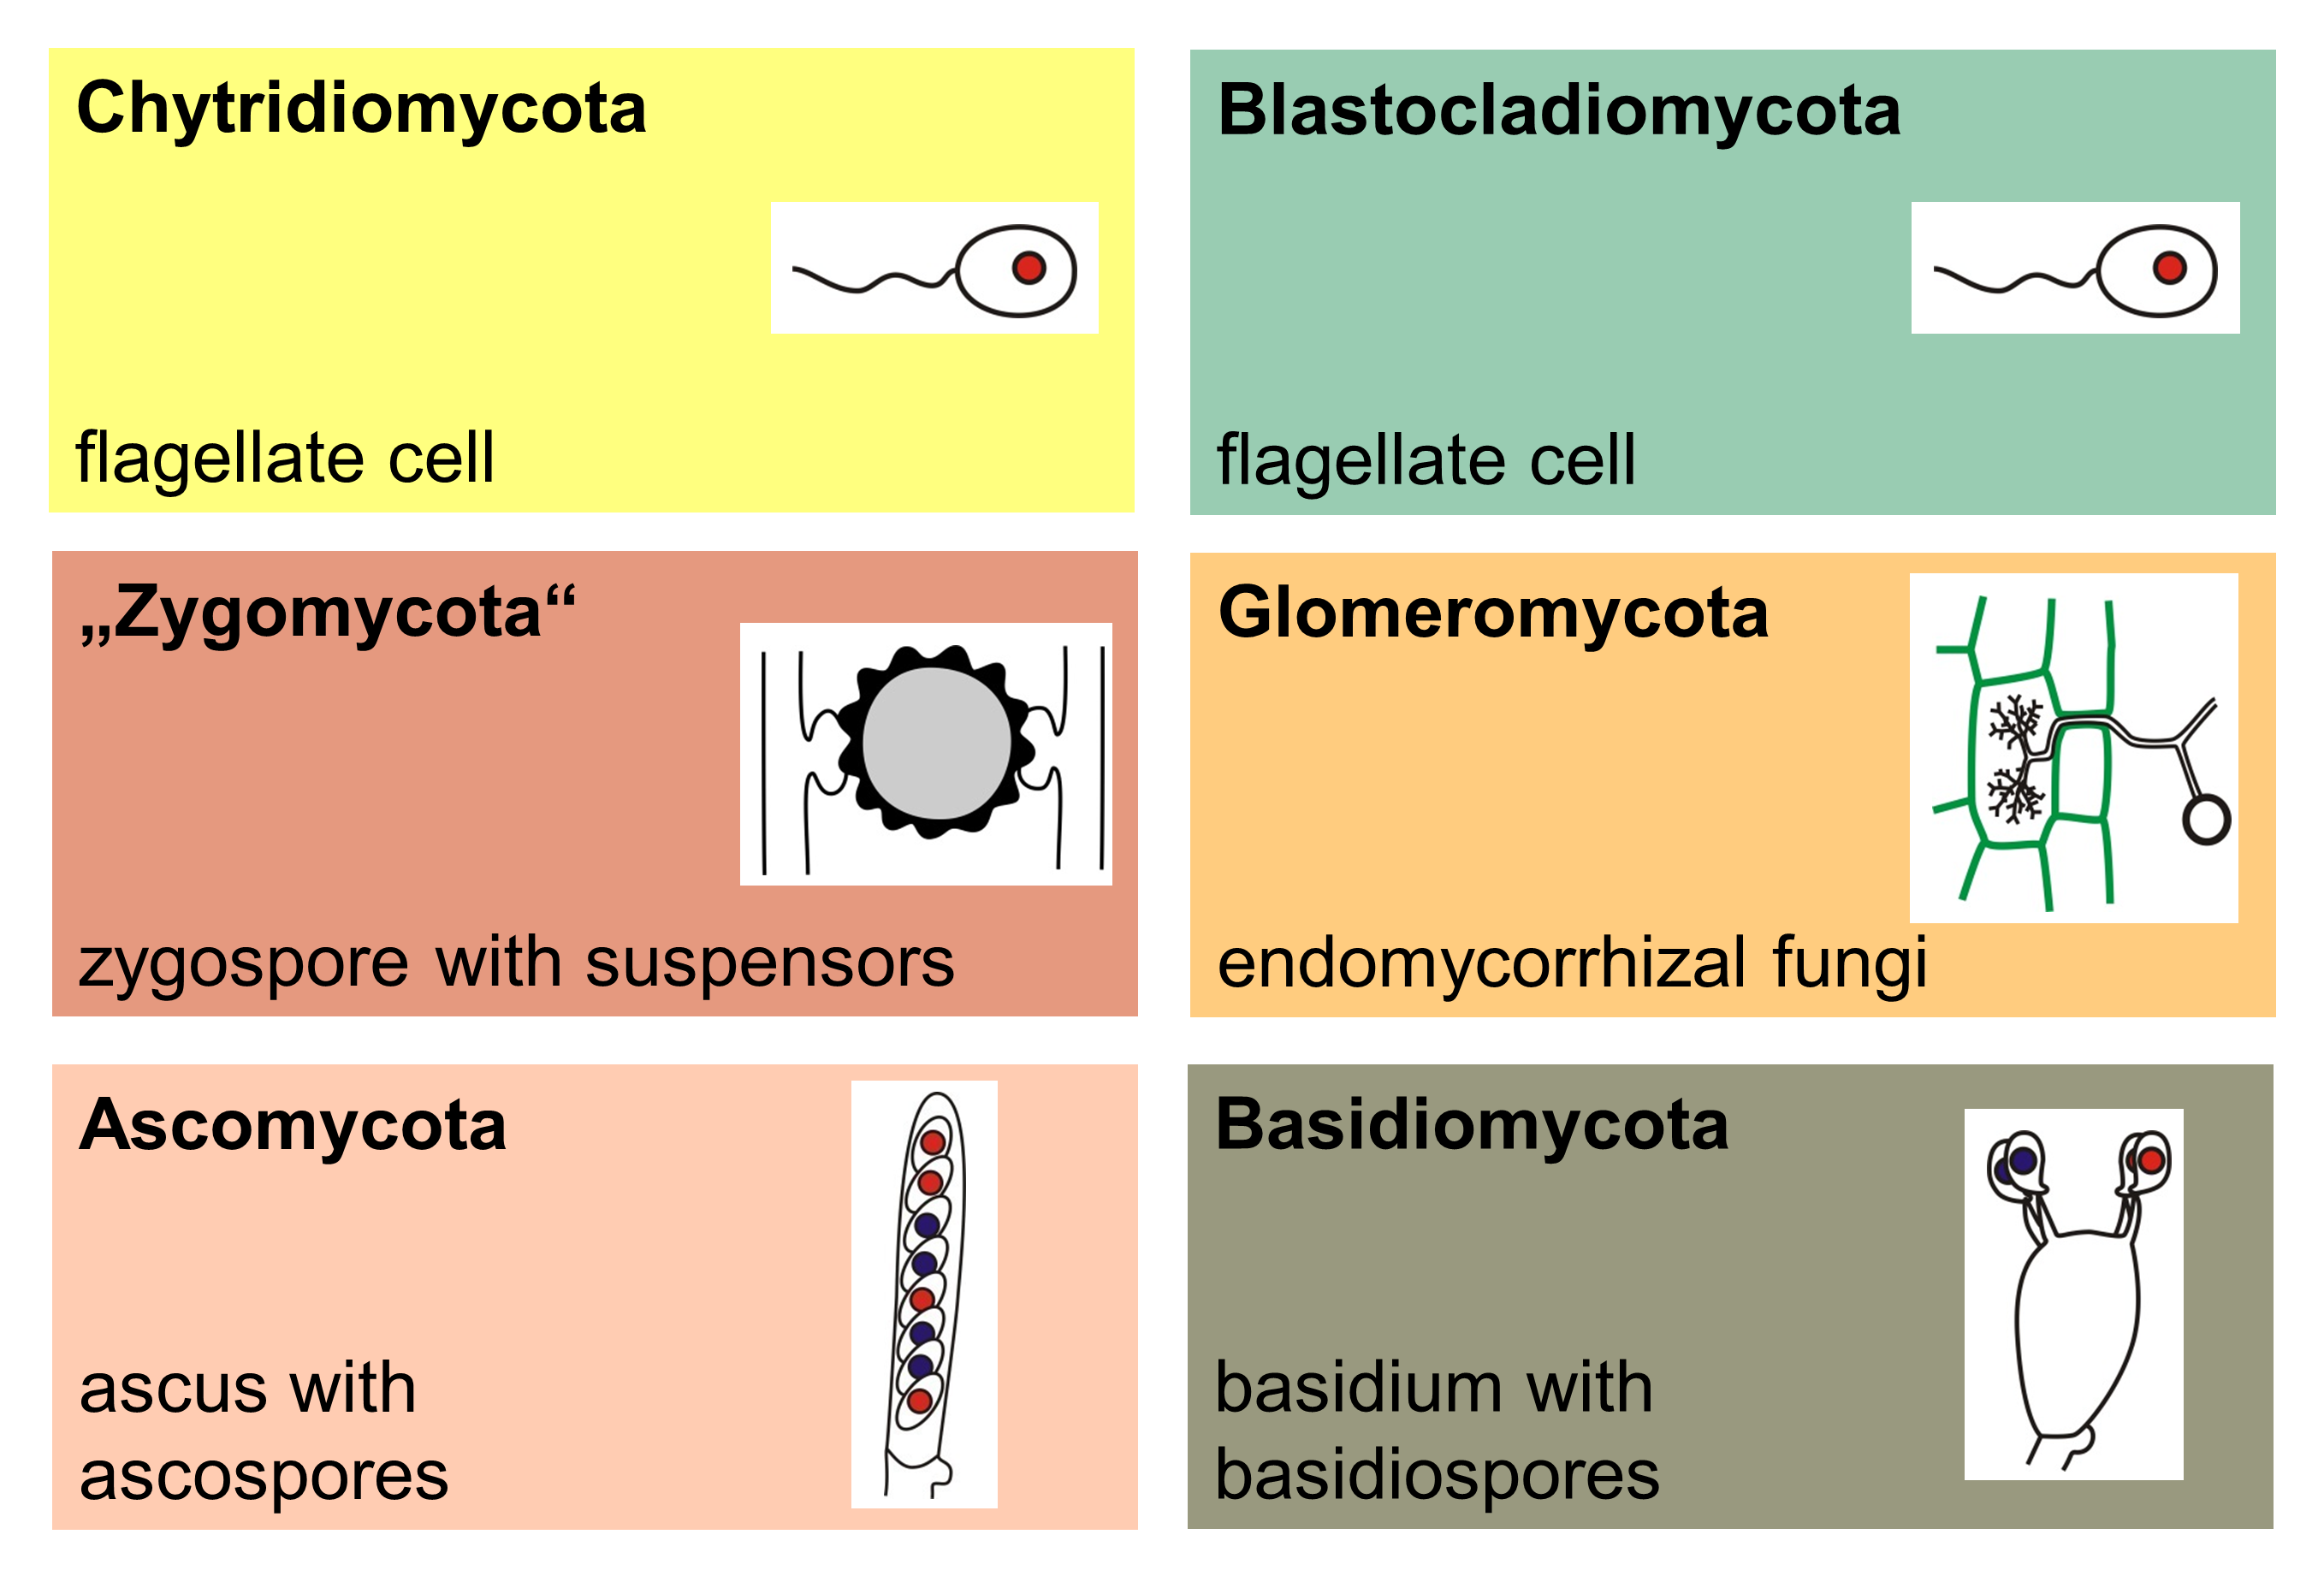 Chytridiomycota
flagellate cell
Blastocladiomycota
flagellate cell
„Zygomycota“
zygospore with suspensors
Glomeromycota
endomycorrhizal fungi
Ascomycota
ascus with
ascospores
Basidiomycota
basidium with
basidiospores